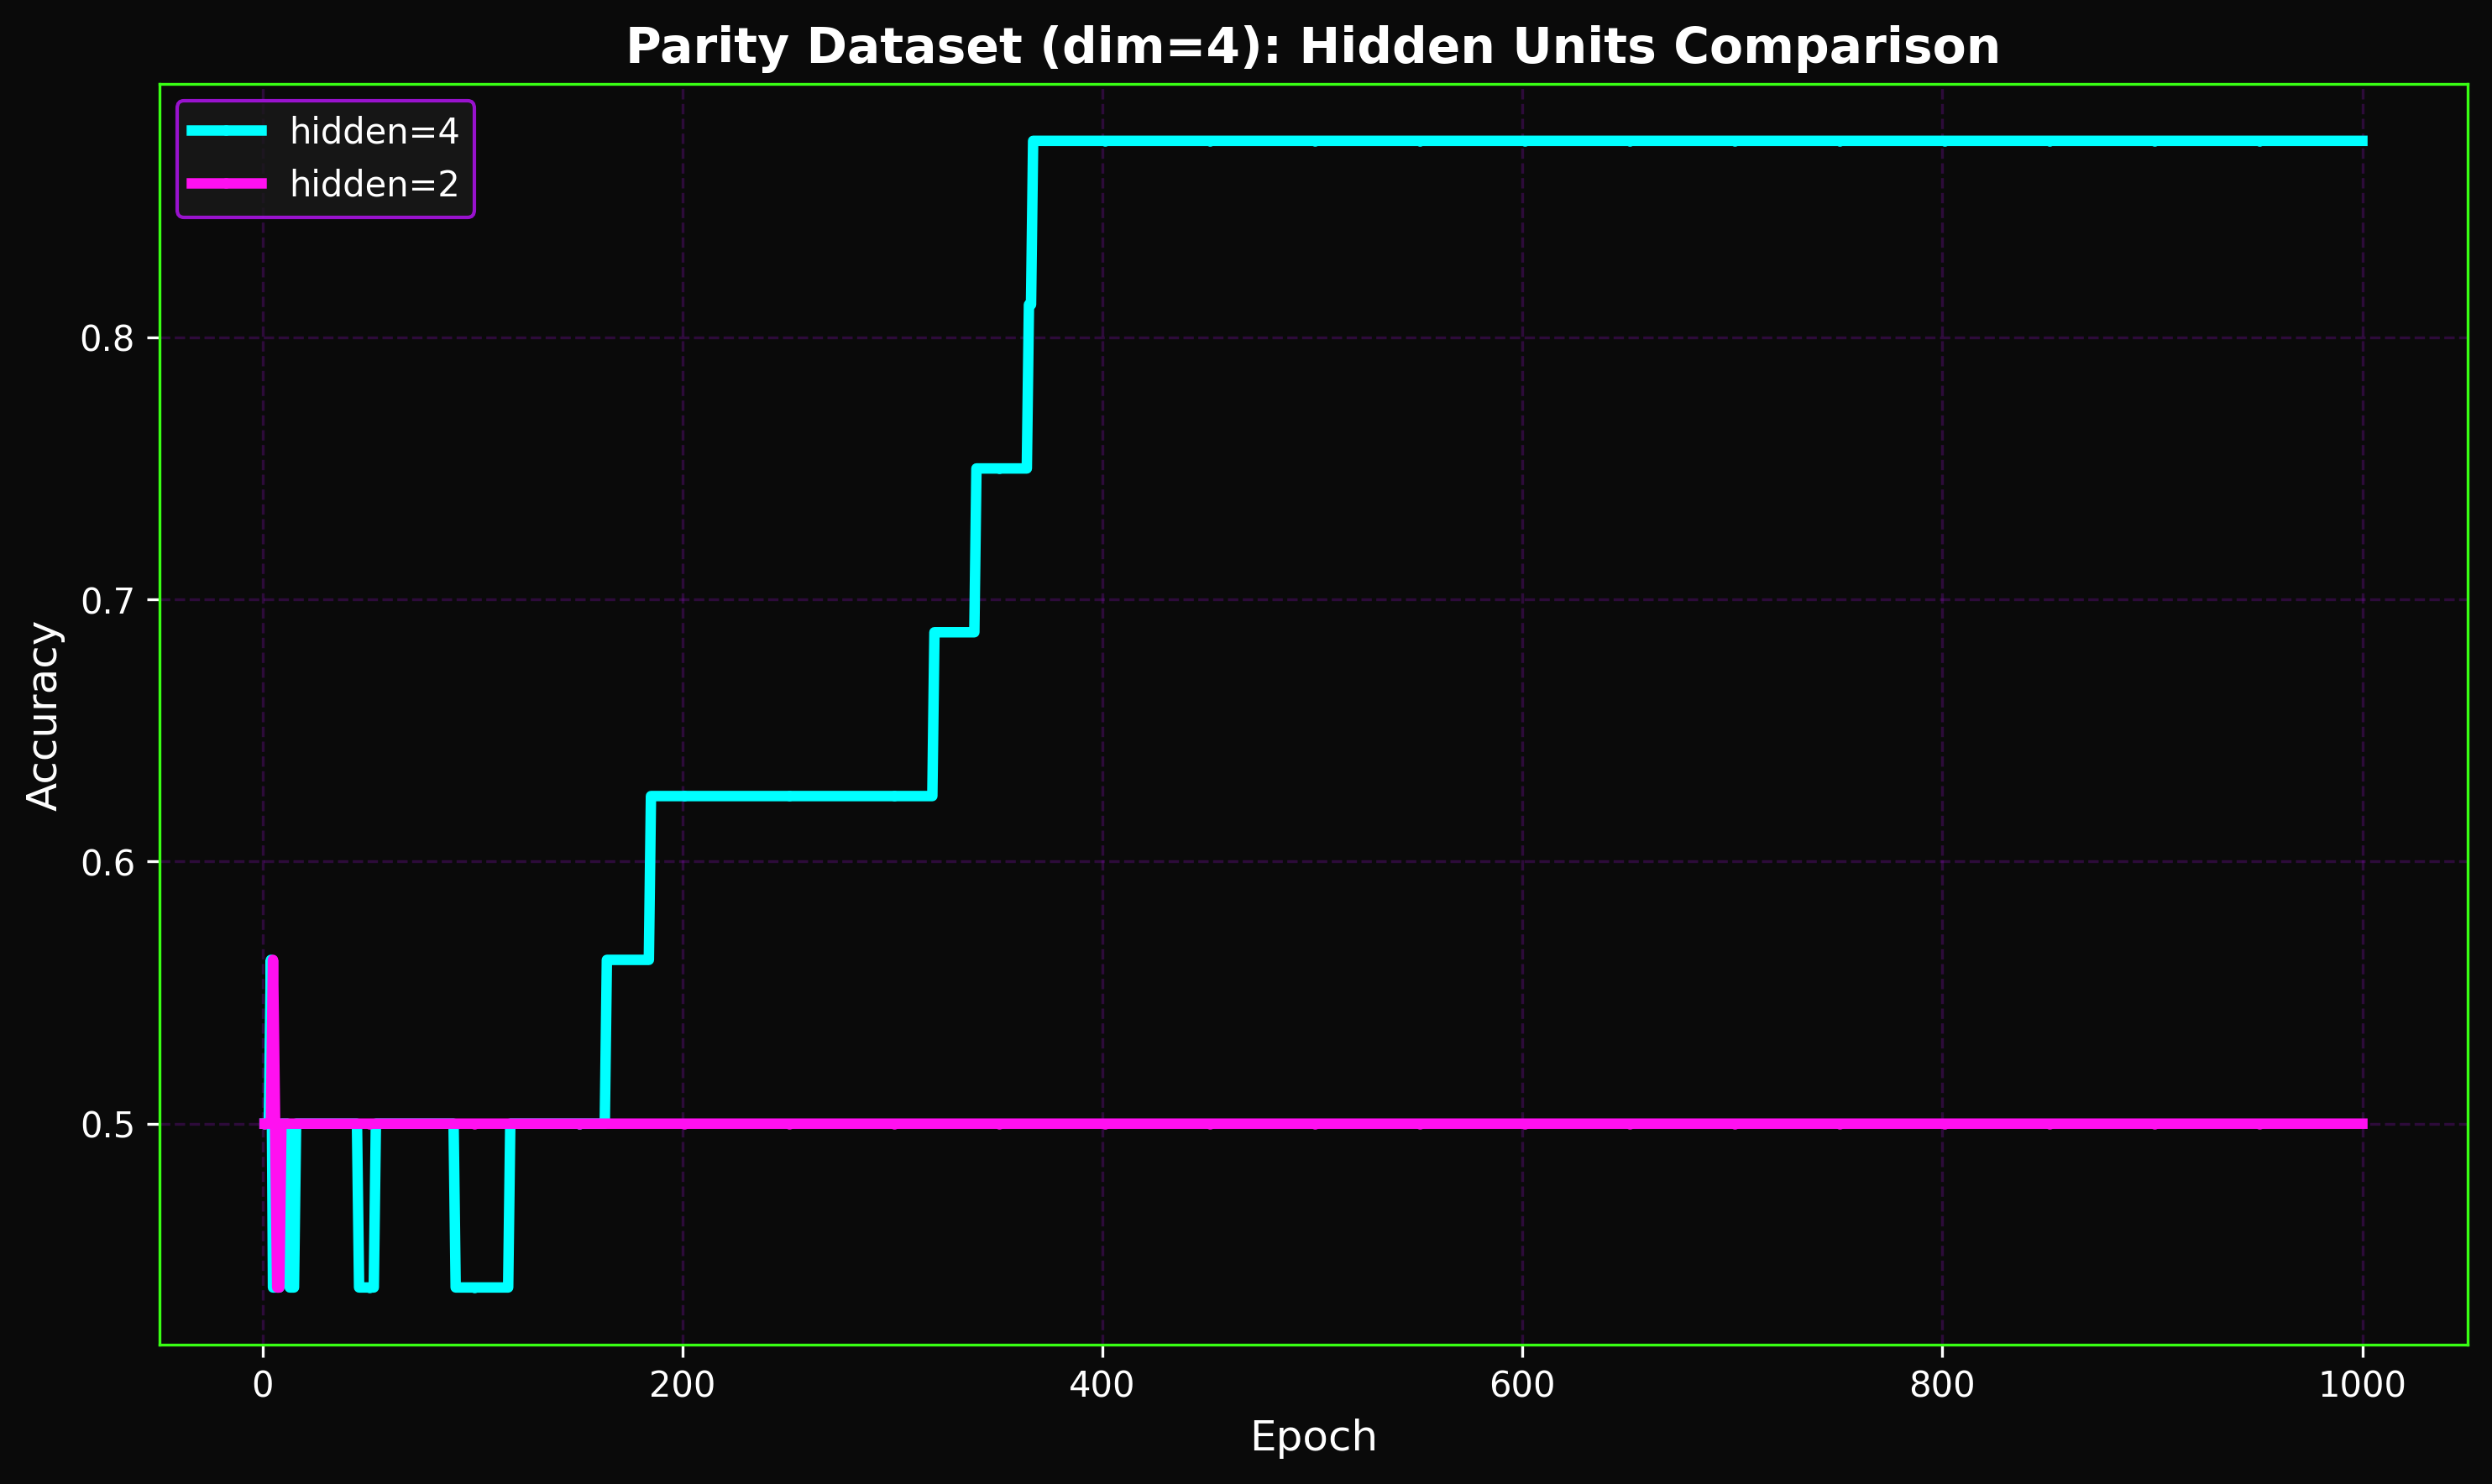 Parity Dataset (dim=4): Hidden Units Comparison
hidden=4
hidden=2
Accuracy
0.8
0.7
0.6
0.5
0 200 400 600 800 1000
Epoch